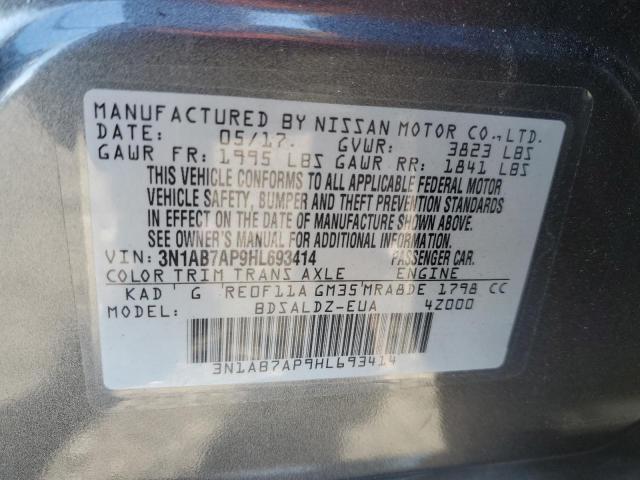 MANUFACTURED BY NISSAN MOTOR CO., LTD.
DATE: 05/17. GVWR: 3823 LBS
GAWR FR: 1995 LBS GAWR RR: 1841 LBS
THIS VEHICLE CONFORMS TO ALL APPLICABLE FEDERAL MOTOR
VEHICLE SAFETY, BUMPER AND THEFT PREVENTION STANDARDS
IN EFFECT ON THE DATE OF MANUFACTURE SHOWN ABOVE.
SEE OWNER'S MANUAL FOR ADDITIONAL INFORMATION.
VIN: 3N1AB7AP9HL693414 PASSENGER CAR.
COLOR TRIM TRANS AXLE ENGINE
KAD G RE0F11A GM35 MRA8DE 1798 CC
MODEL: BDSALDZ-EUA 4Z000
3N1AB7AP9HL693414